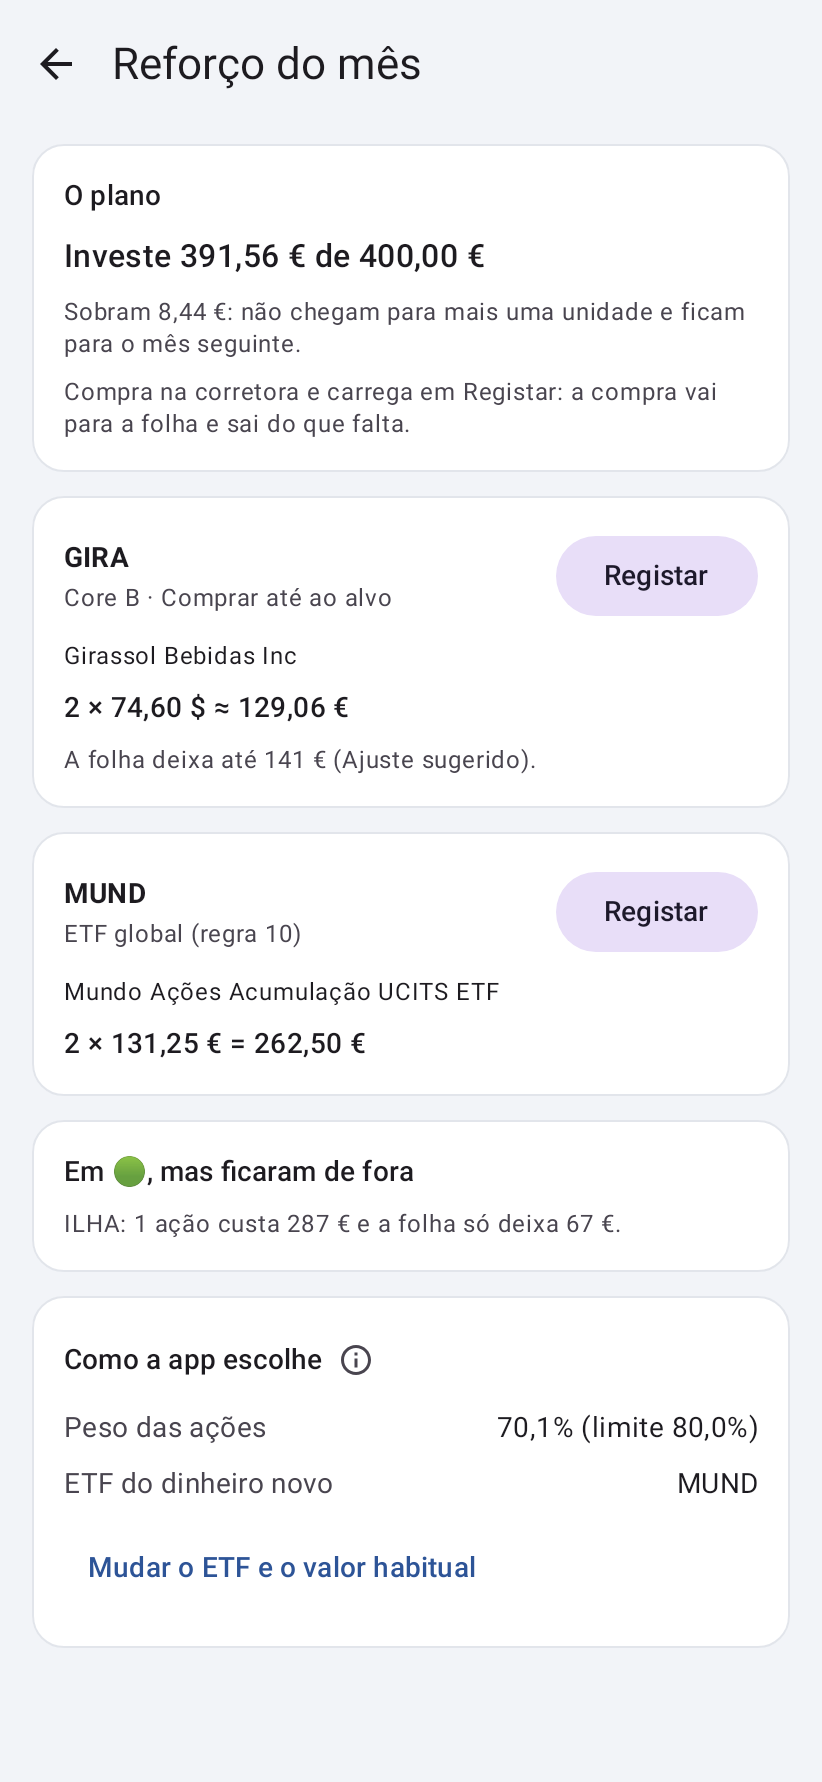 Reforço do mês
O plano
Investe 391,56 € de 400,00 €
Sobram 8,44 €: não chegam para mais uma unidade e ficam
para o mês seguinte.
Compra na corretora e carrega em Registar: a compra vai
para a folha e sai do que falta.
GIRA
Registar
Core B · Comprar até ao alvo
Girassol Bebidas Inc
2 × 74,60 $ ≈ 129,06 €
A folha deixa até 141 € (Ajuste sugerido).
MUND
Registar
ETF global (regra 10)
Mundo Ações Acumulação UCITS ETF
2 × 131,25 € = 262,50 €
Em 🟢, mas ficaram de fora
ILHA: 1 ação custa 287 € e a folha só deixa 67 €.
Como a app escolhe
Peso das ações 70,1% (limite 80,0%)
ETF do dinheiro novo MUND
Mudar o ETF e o valor habitual